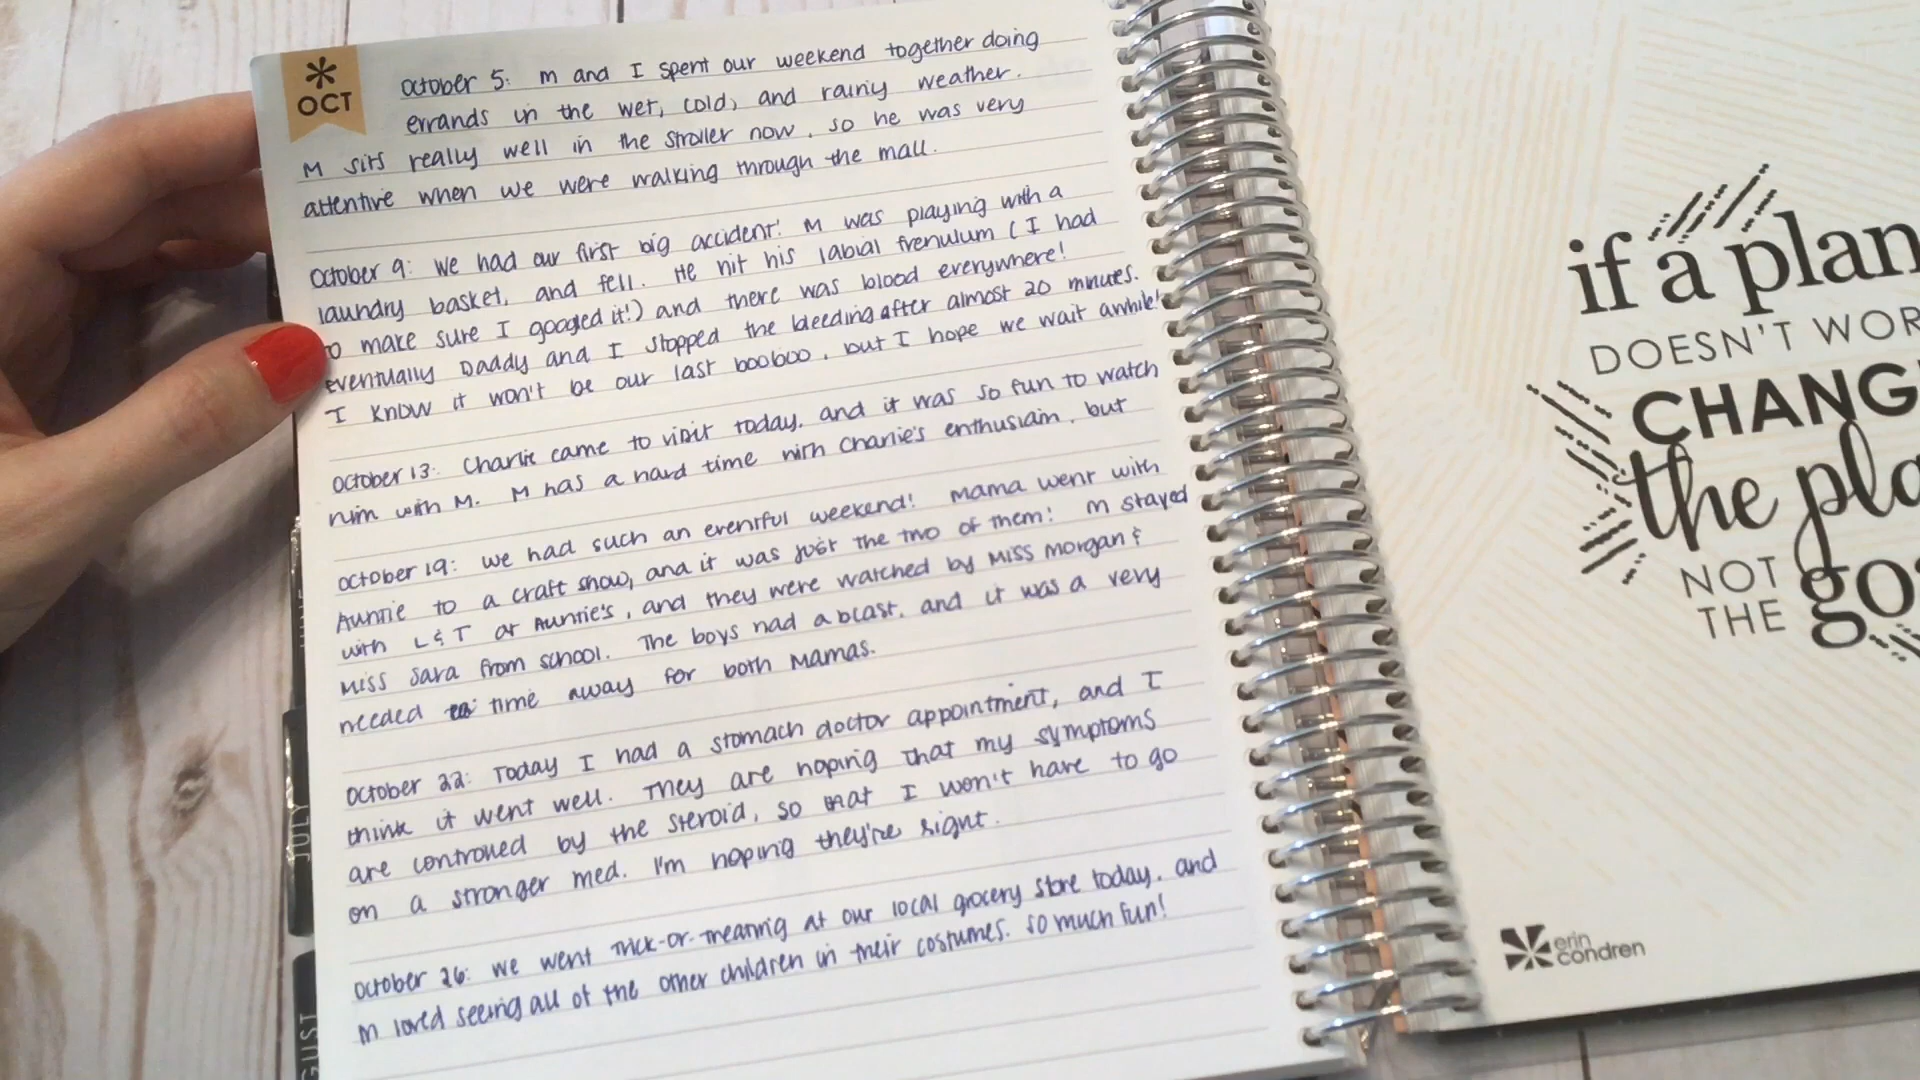 OCT
October 5: M and I spent our weekend together doing
errands in the wet, cold, and rainy weather.
M sits really well in the stroller now, so he was very
attentive when we were walking through the mall.
October 9: We had our first big accident! M was playing with a
laundry basket, and fell. He hit his labial frenulum (I had
to make sure I googled it!) and there was blood everywhere!
Eventually Daddy and I stopped the bleeding after almost 20 minutes.
I know it won't be our last booboo, but I hope we wait awhile!
October 13: Charlie came to visit today, and it was so fun to watch
him with M. M has a hard time with Charlie's enthusiam, but
October 19: We had such an eventful weekend! Mama went with
Auntie to a craft show, and it was just the two of them! M stayed
with L & T at Auntie's, and they were watched by Miss Morgan &
Miss Sara from school. The boys had a blast, and it was a very
needed time away for both Mamas.
October 22: Today I had a stomach doctor appointment, and I
think it went well. They are hoping that my symptoms
are controlled by the steroid, so that I won't have to go
on a stronger med. I'm hoping they're right.
October 26: We went trick-or-treating at our local grocery store today, and
M loved seeing all of the other children in their costumes. So much fun!
JULY
GUST
if a plan
DOESN'T WOR
CHANG
the pla
NOT
THE
go
erin
condren